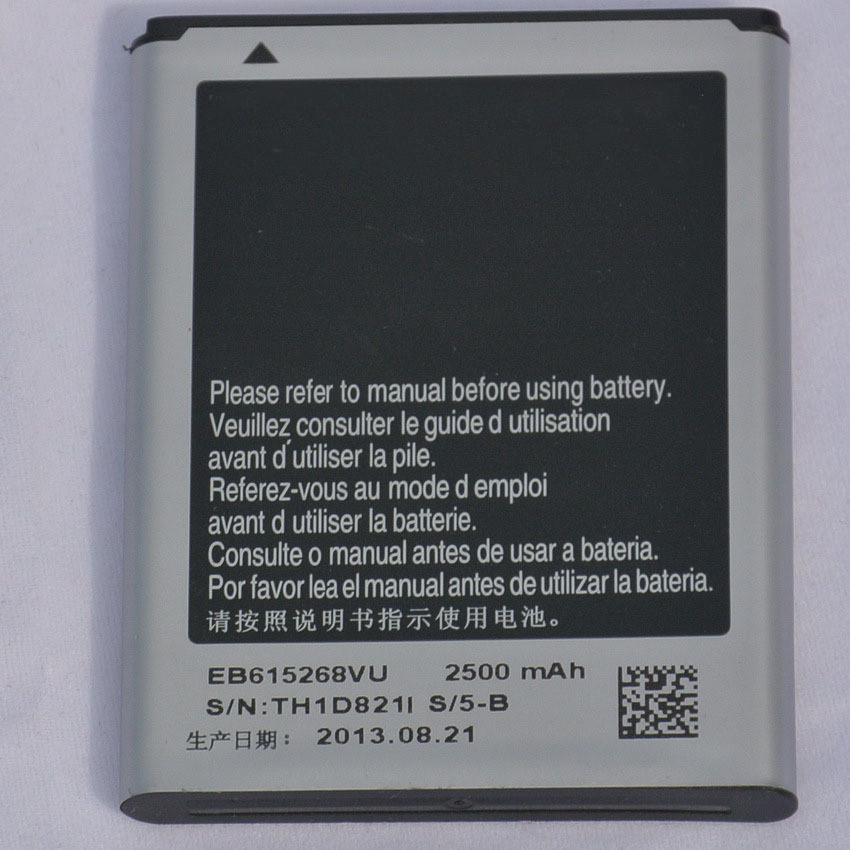 Please refer to manual before using battery.
Veuillez consulter le guide d utilisation
avant d'utiliser la pile.
Referez-vous au mode d emploi
avant d utiliser la batterie.
Consulte o manual antes de usar a bateria.
Por favor lea el manual antes de utilizar la bateria.
请按照说明书指示使用电池。
EB615268VU 2500 mAh
S/N:TH1D821I S/5-B
生产日期： 2013.08.21